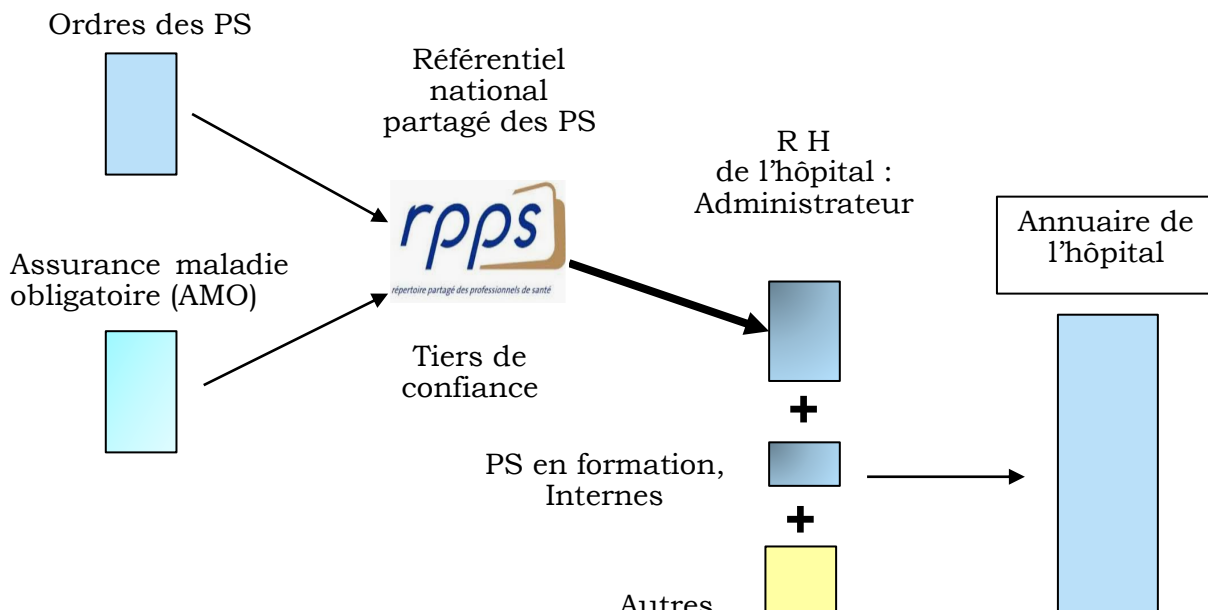 Ordres des PS
Référentiel
national
partagé des PS
R H
de l’hôpital :
Administrateur
Annuaire de
l’hôpital
rpps
répertoire partagé des professionnels de santé
Assurance maladie
obligatoire (AMO)
Tiers de
confiance
+
PS en formation,
Internes
+
Autres